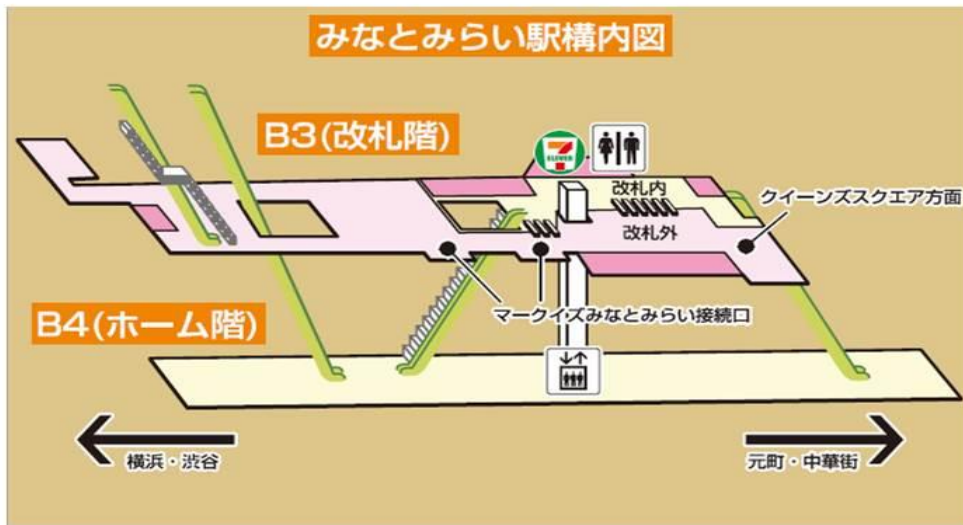 みなとみらい駅構内図
B3(改札階)
7
ELEVEN
改札内
クイーンズスクエア方面
改札外
マークイズみなとみらい接続口
B4(ホーム階)
横浜・渋谷
元町・中華街